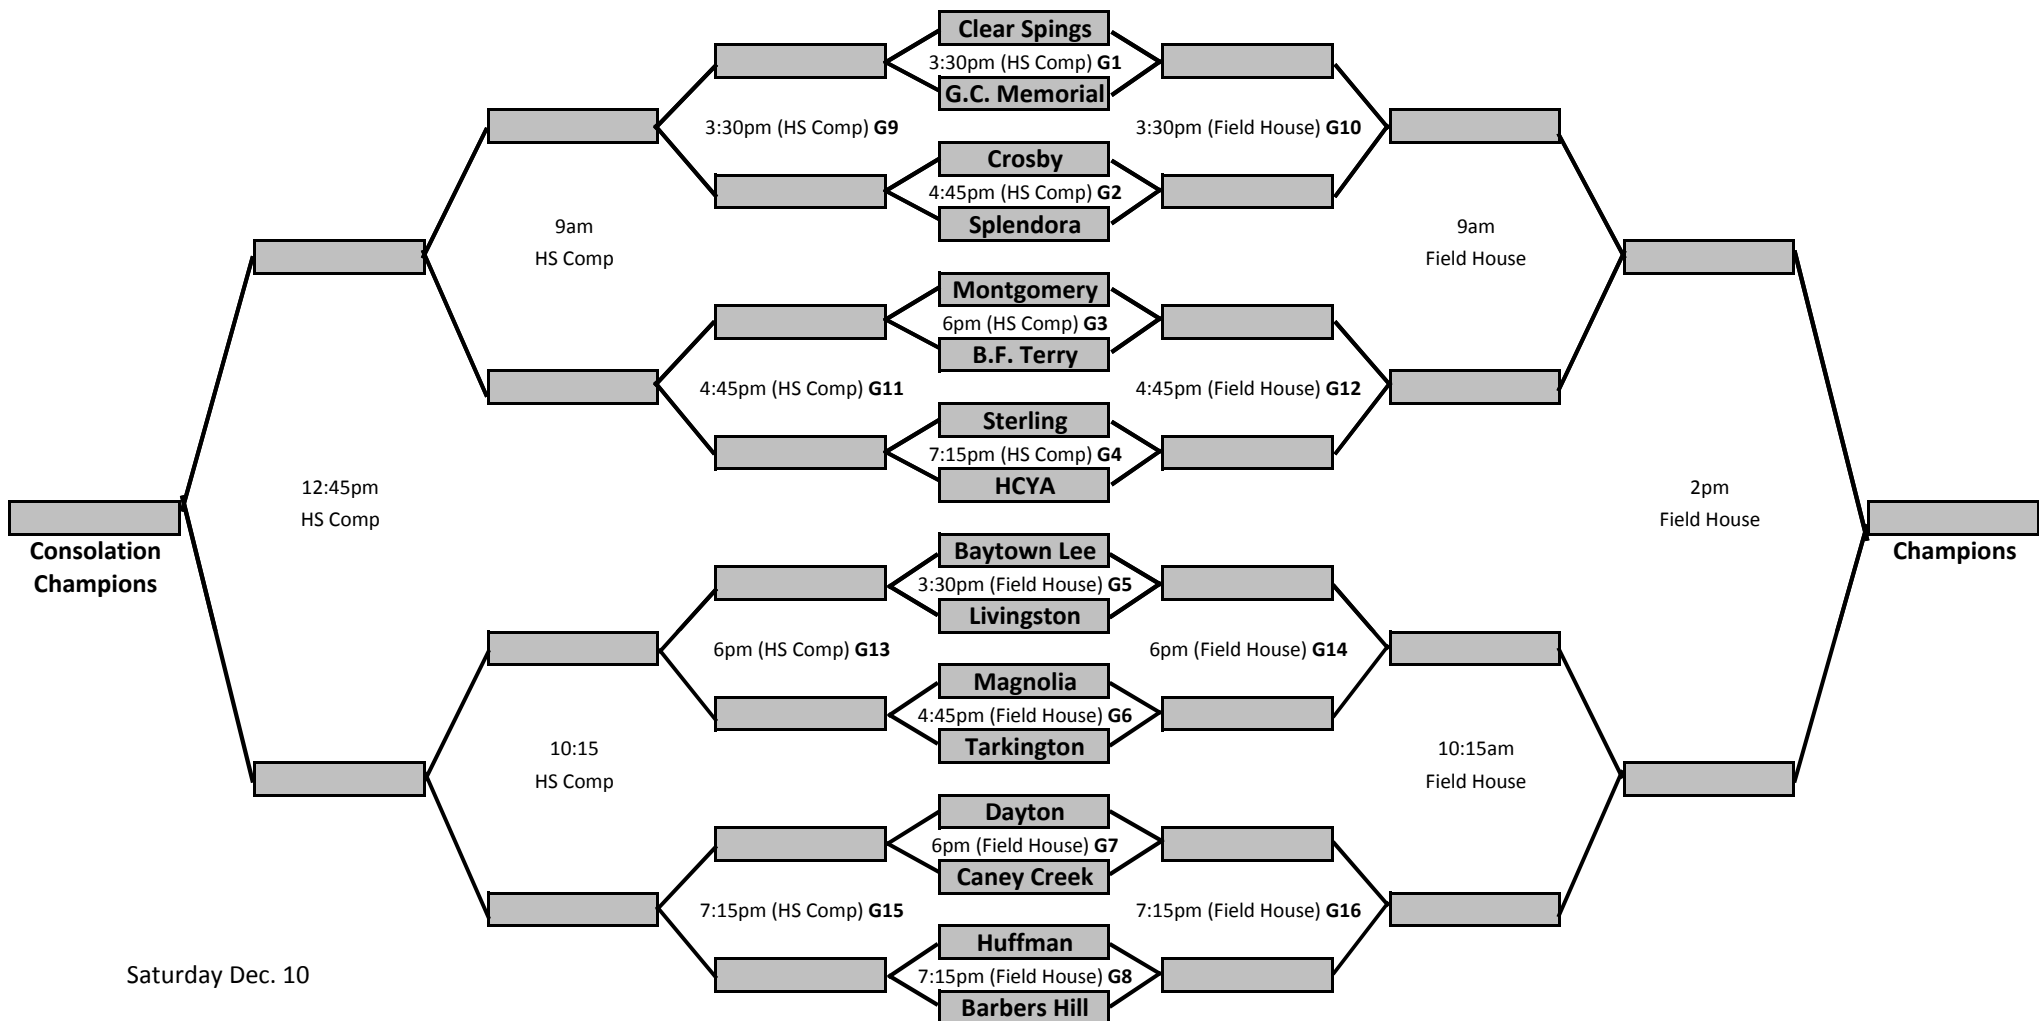 Clear Spings
3:30pm (HS Comp) G1
G.C. Memorial
3:30pm (HS Comp) G9
3:30pm (Field House) G10
Crosby
4:45pm (HS Comp) G2
Splendora
9am
HS Comp
9am
Field House
Montgomery
6pm (HS Comp) G3
B.F. Terry
4:45pm (HS Comp) G11
4:45pm (Field House) G12
Sterling
7:15pm (HS Comp) G4
HCYA
12:45pm
HS Comp
2pm
Field House
Consolation
Champions
Champions
Baytown Lee
3:30pm (Field House) G5
Livingston
6pm (HS Comp) G13
6pm (Field House) G14
Magnolia
4:45pm (Field House) G6
Tarkington
10:15
HS Comp
10:15am
Field House
Dayton
6pm (Field House) G7
Caney Creek
7:15pm (HS Comp) G15
7:15pm (Field House) G16
Huffman
7:15pm (Field House) G8
Barbers Hill
Saturday Dec. 10